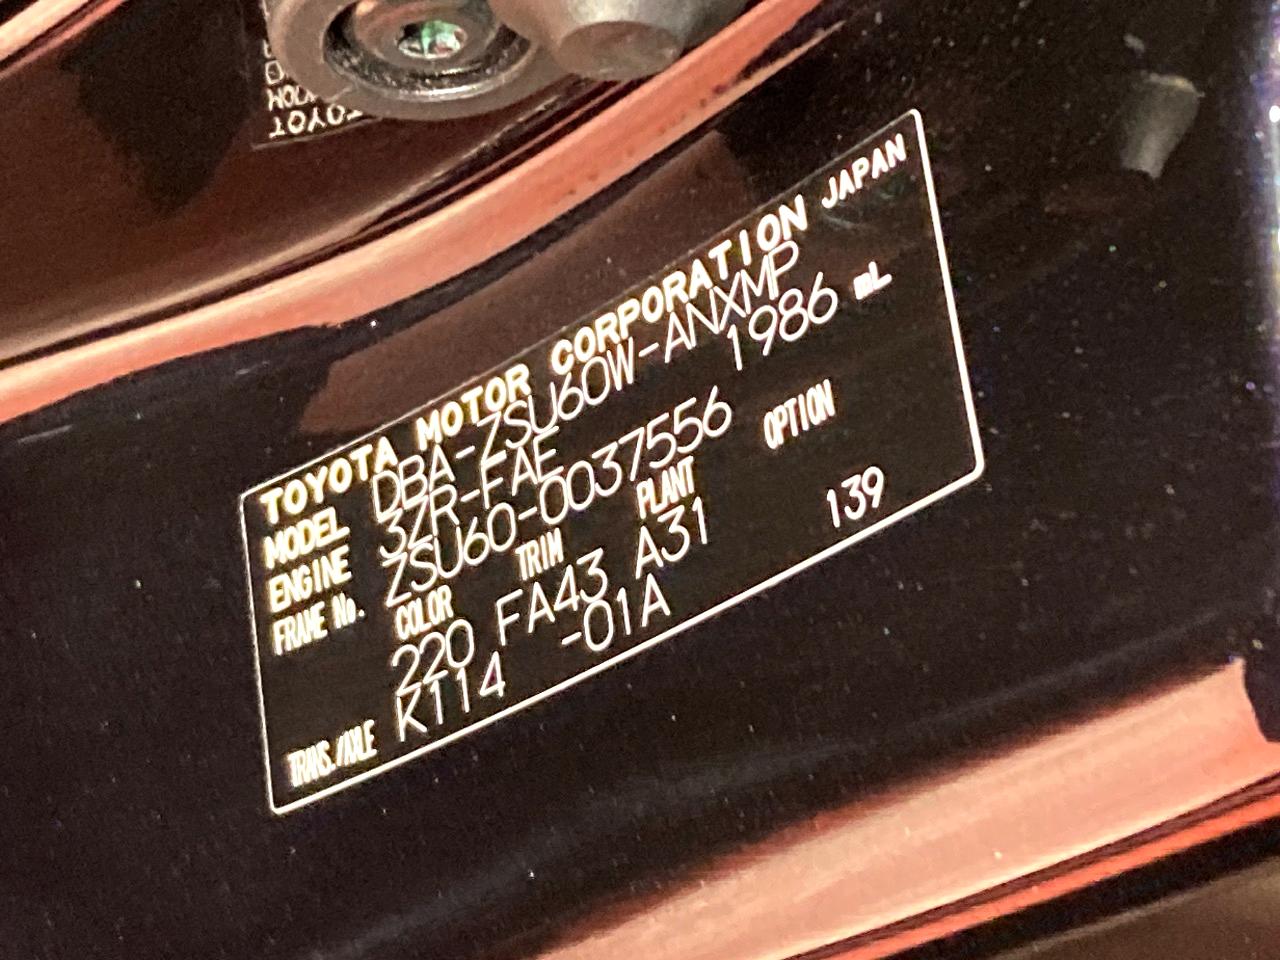 TOYOTA MOTOR CORPORATION JAPAN
MODEL DBA-ZSU60W-ANXMP
ENGINE 3ZR-FAE 1986 mL
FRAME No. ZSU60-0037556
COLOR TRIM PLANT OPTION
220 FA43 A31 139
TRANS./AXLE K114 -01A